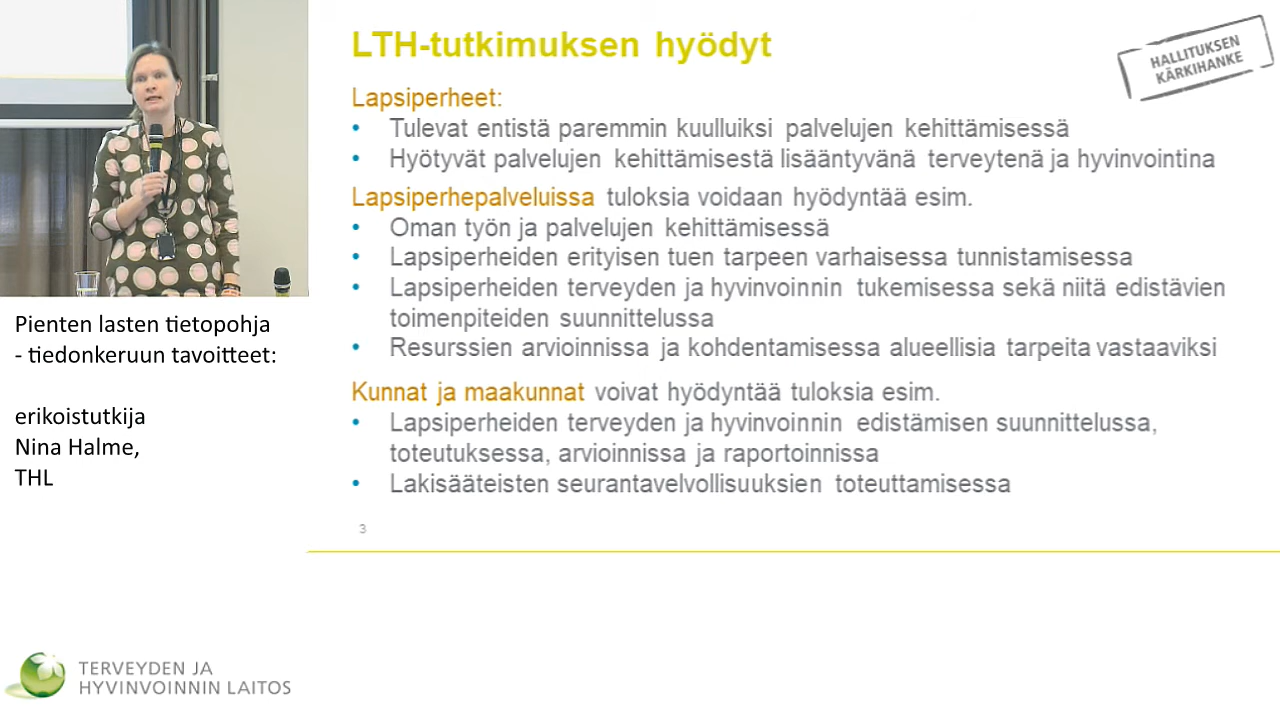 LTH-tutkimuksen hyödyt
HALLITUKSEN
KÄRKIHANKE
Lapsiperheet:
• Tulevat entistä paremmin kuulluiksi palvelujen kehittämisessä
• Hyötyvät palvelujen kehittämisestä lisääntyvänä terveytenä ja hyvinvointina
Lapsiperhepalveluissa tuloksia voidaan hyödyntää esim.
• Oman työn ja palvelujen kehittämisessä
• Lapsiperheiden erityisen tuen tarpeen varhaisessa tunnistamisessa
• Lapsiperheiden terveyden ja hyvinvoinnin tukemisessa sekä niitä edistävien
toimenpiteiden suunnittelussa
• Resurssien arvioinnissa ja kohdentamisessa alueellisia tarpeita vastaaviksi
Kunnat ja maakunnat voivat hyödyntää tuloksia esim.
• Lapsiperheiden terveyden ja hyvinvoinnin edistämisen suunnittelussa,
toteutuksessa, arvioinnissa ja raportoinnissa
• Lakisääteisten seurantavelvollisuuksien toteuttamisessa
3
Pienten lasten tietopohja
- tiedonkeruun tavoitteet:
erikoistutkija
Nina Halme,
THL
TERVEYDEN JA
HYVINVOINNIN LAITOS